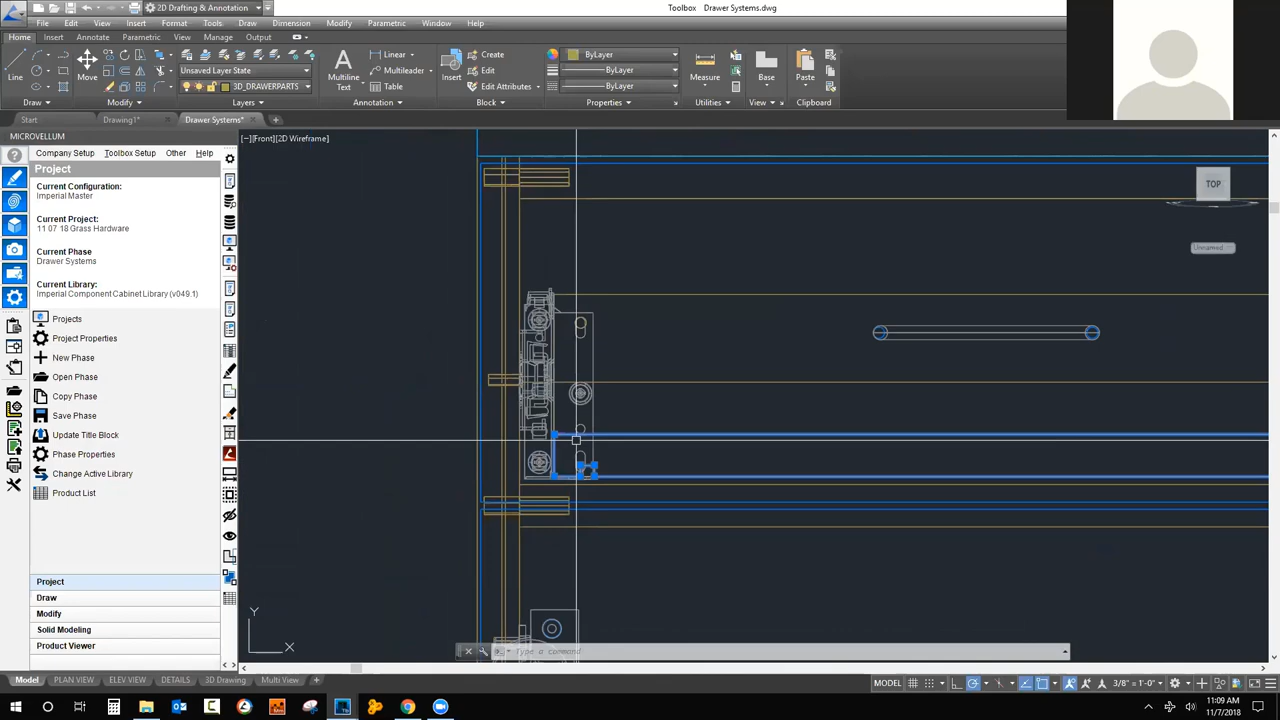 2D Drafting & Annotation
Toolbox Drawer Systems.dwg
File Edit View Insert Format Tools Draw Dimension Modify Parametric Window Help
Home Insert Annotate Parametric View Manage Output
Line
Move
Unsaved Layer State
3D_DRAWERPARTS
Multiline
Text
Linear
Multileader
Table
Insert
Create
Edit
Edit Attributes
ByLayer
ByLayer
ByLayer
Measure
Base
Paste
Draw Modify Layers Annotation Block Properties Utilities View Clipboard
Start Drawing1* Drawer Systems*
MICROVELLUM
[−][Front][2D Wireframe]
Company Setup Toolbox Setup Other Help
Project
Current Configuration:
Imperial Master
Current Project:
11 07 18 Grass Hardware
Current Phase
Drawer Systems
Current Library:
Imperial Component Cabinet Library (v049.1)
Projects
Project Properties
New Phase
Open Phase
Copy Phase
Save Phase
Update Title Block
Phase Properties
Change Active Library
Product List
Project
Draw
Modify
Solid Modeling
Product Viewer
TOP
Unnamed
Y
X
Type a command
Model PLAN VIEW ELEV VIEW DETAILS 3D Drawing Multi View
MODEL
3/8" = 1'-0"
11:09 AM
11/7/2018